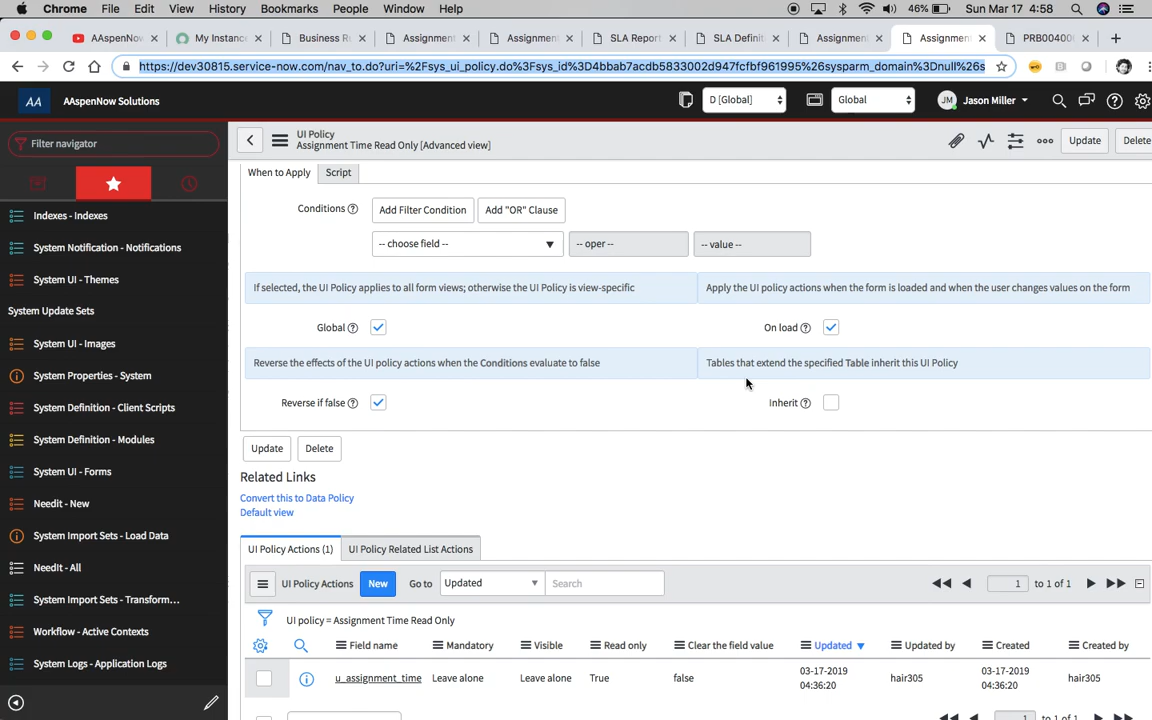 Chrome File Edit View History Bookmarks People Window Help 46% Sun Mar 17 4:58
AAspenNow My Instanc Business R Assignment Assignmen SLA Report SLA Defini Assignmen Assignmen PRB00400
https://dev30815.service-now.com/nav_to.do?uri=%2Fsys_ui_policy.do%3Fsys_id%3D4bbab7acdb5833002d947fcfbf961995%26sysparm_domain%3Dnull%26s
AA AAspenNow Solutions D [Global] Global JM Jason Miller
Filter navigator
UI Policy
Assignment Time Read Only [Advanced view]
Update Delete
When to Apply Script
Conditions Add Filter Condition Add "OR" Clause
-- choose field -- -- oper -- -- value --
If selected, the UI Policy applies to all form views; otherwise the UI Policy is view-specific
Apply the UI policy actions when the form is loaded and when the user changes values on the form
Global On load
Reverse the effects of the UI policy actions when the Conditions evaluate to false
Tables that extend the specified Table inherit this UI Policy
Reverse if false Inherit
Update Delete
Related Links
Convert this to Data Policy
Default view
UI Policy Actions (1) UI Policy Related List Actions
UI Policy Actions New Go to Updated Search 1 to 1 of 1
UI policy = Assignment Time Read Only
Field name Mandatory Visible Read only Clear the field value Updated Updated by Created Created by
u_assignment_time Leave alone Leave alone True false 03-17-2019 04:36:20 hair305 03-17-2019 04:36:20 hair305
Indexes - Indexes
System Notification - Notifications
System UI - Themes
System Update Sets
System UI - Images
System Properties - System
System Definition - Client Scripts
System Definition - Modules
System UI - Forms
Needit - New
System Import Sets - Load Data
NeedIt - All
System Import Sets - Transform...
Workflow - Active Contexts
System Logs - Application Logs